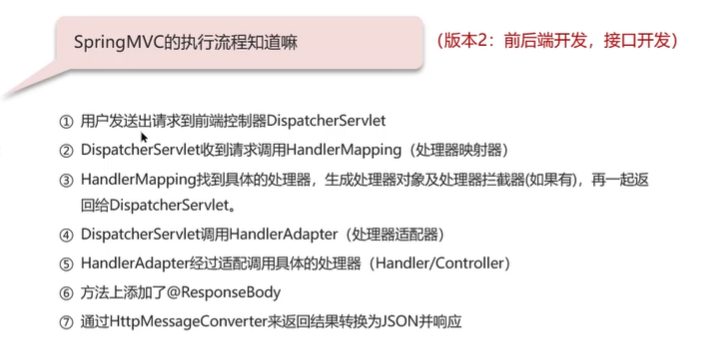 SpringMVC的执行流程知道嘛
（版本2：前后端开发，接口开发）
① 用户发送出请求到前端控制器DispatcherServlet
② DispatcherServlet收到请求调用HandlerMapping（处理器映射器）
③ HandlerMapping找到具体的处理器，生成处理器对象及处理器拦截器(如果有)，再一起返
回给DispatcherServlet。
④ DispatcherServlet调用HandlerAdapter（处理器适配器）
⑤ HandlerAdapter经过适配调用具体的处理器（Handler/Controller）
⑥ 方法上添加了@ResponseBody
⑦ 通过HttpMessageConverter来返回结果转换为JSON并响应